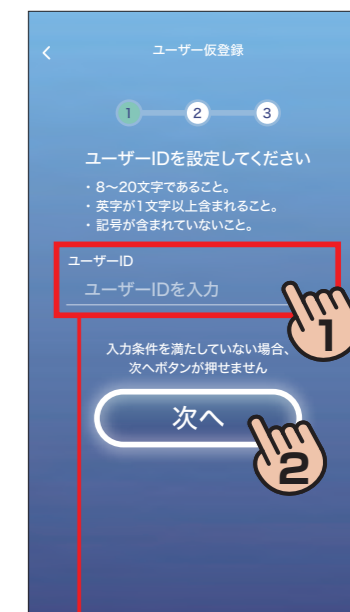 ユーザー仮登録
1 2 3
ユーザーIDを設定してください
・8〜20文字であること。
・英字が1文字以上含まれること。
・記号が含まれていないこと。
ユーザーID
ユーザーIDを入力
1
入力条件を満たしていない場合、
次へボタンが押せません
次へ
2